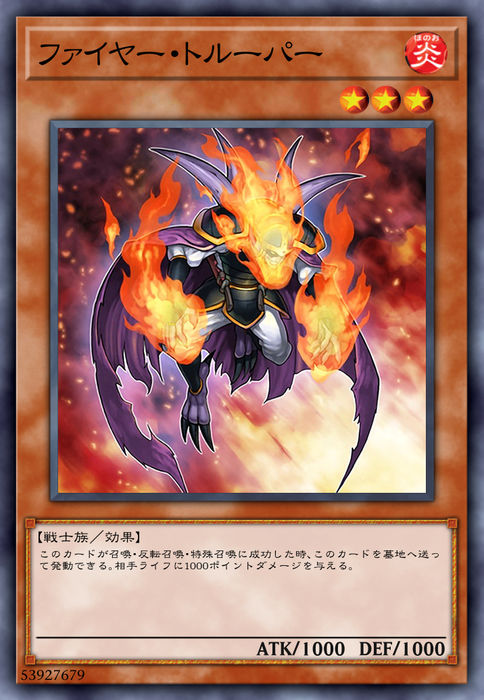 ファイヤー・トルーパー
ほのお
炎
【戦士族／効果】
このカードが召喚・反転召喚・特殊召喚に成功した時、このカードを墓地へ送っ
て発動できる。相手ライフに1000ポイントダメージを与える。
ATK/1000 DEF/1000
53927679